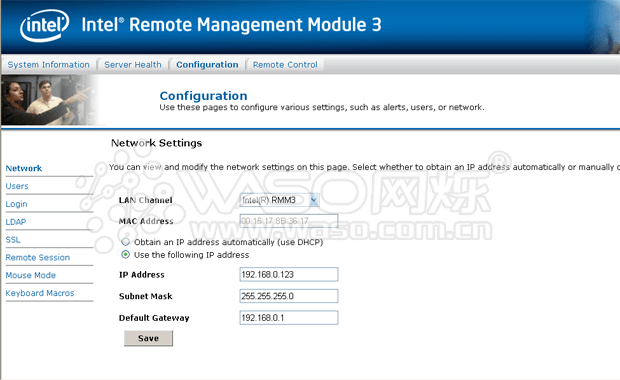 intel® Intel® Remote Management Module 3
System Information Server Health Configuration Remote Control
Configuration
Use these pages to configure various settings, such as alerts, users, or network.
Network Settings
You can view and modify the network settings on this page. Select whether to obtain an IP address automatically or manually
Network
Users
Login
LDAP
SSL
Remote Session
Mouse Mode
Keyboard Macros
LAN Channel Intel(R) RMM3
MAC Address 00:15:17:8B:36:17
Obtain an IP address automatically (use DHCP)
Use the following IP address
IP Address 192.168.0.123
Subnet Mask 255.255.255.0
Default Gateway 192.168.0.1
Save
WASO网烁®
www.waso.com.cn